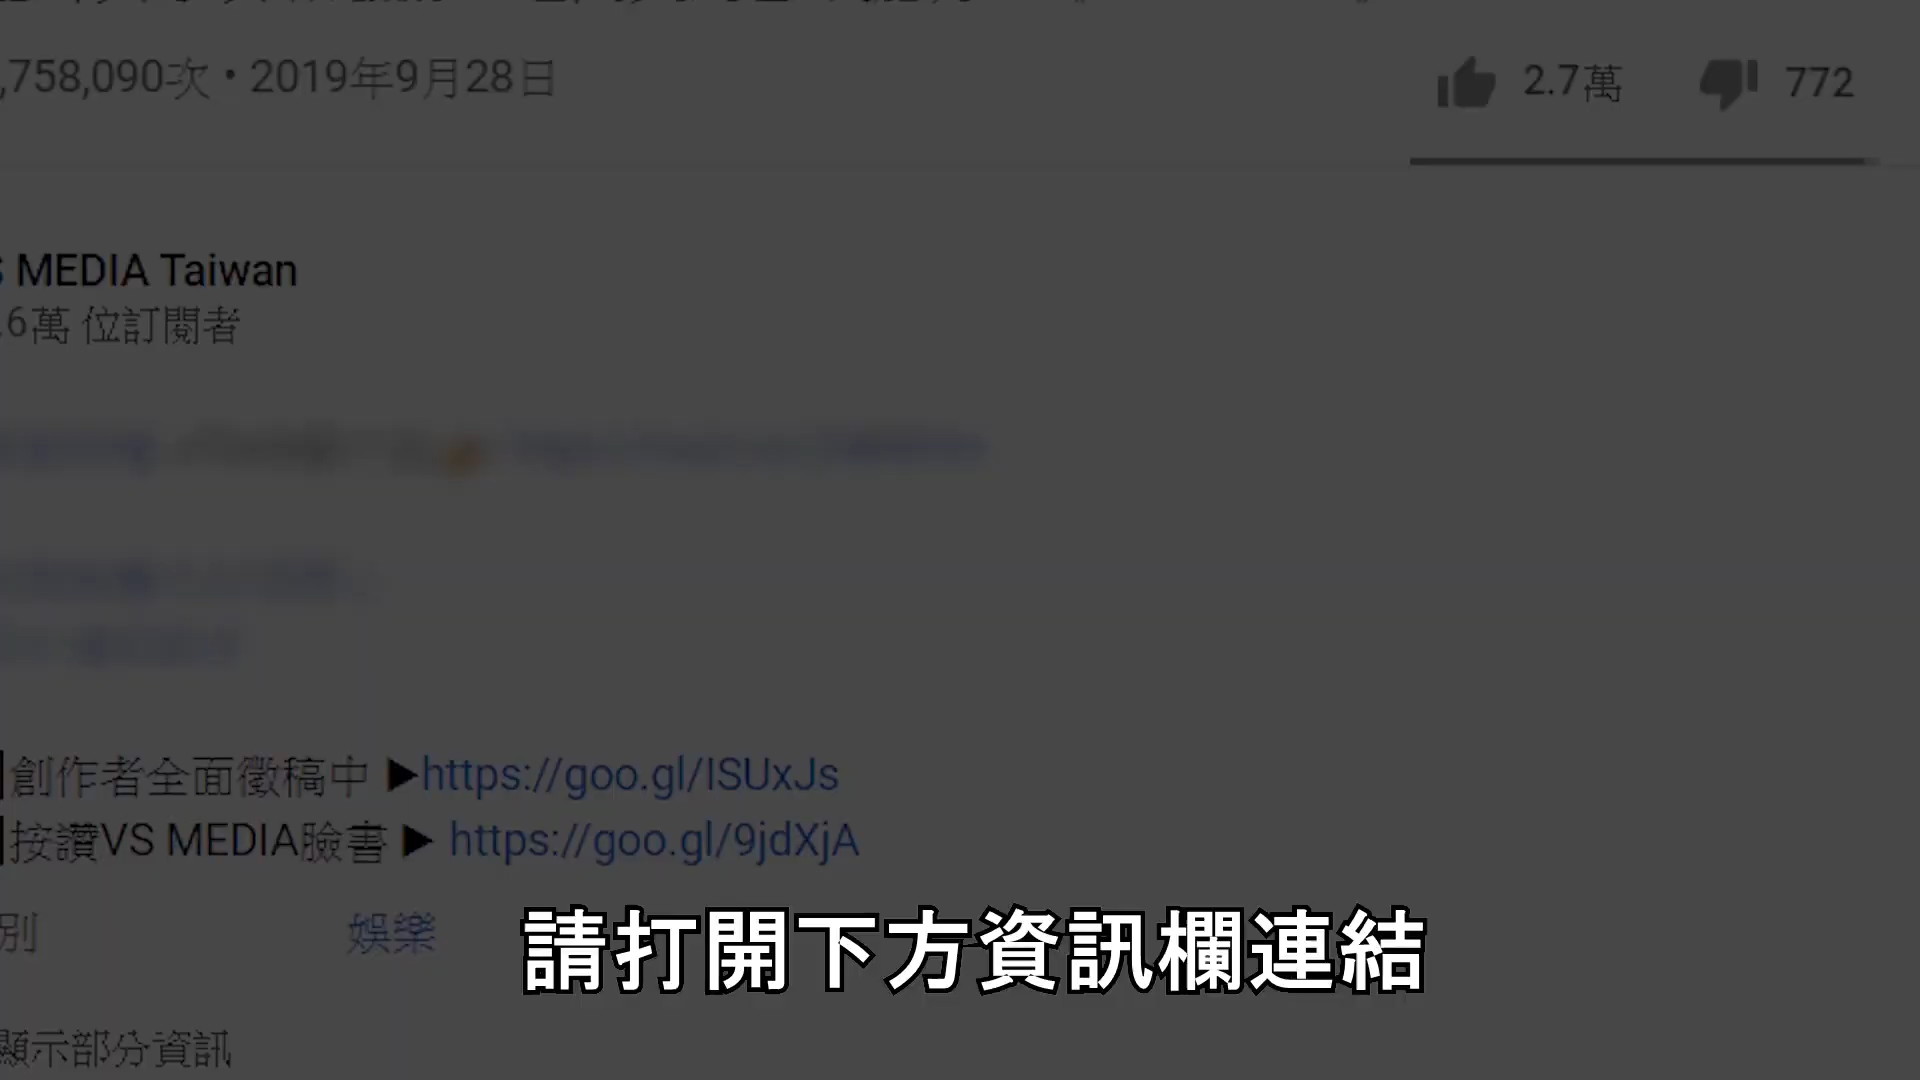 ,758,090次 • 2019年9月28日
2.7萬
772
MEDIA Taiwan
.6萬 位訂閱者
創作者全面徵稿中 ▶https://goo.gl/ISUxJs
按讚VS MEDIA臉書 ▶ https://goo.gl/9jdXjA
別
娛樂
請打開下方資訊欄連結
顯示部分資訊